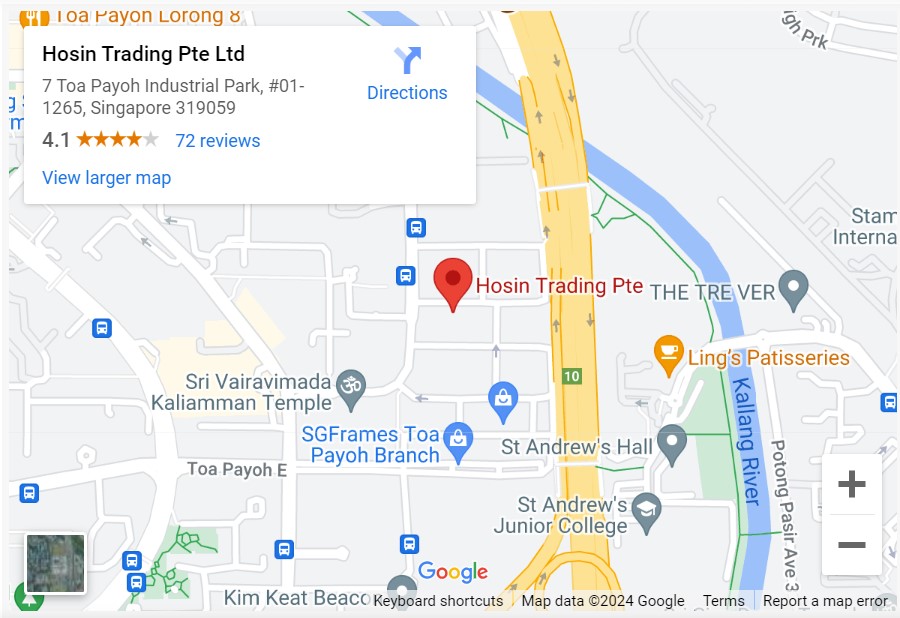 Toa Payoh Lorong 8
igh Prk
Hosin Trading Pte Ltd
7 Toa Payoh Industrial Park, #01-
1265, Singapore 319059
4.1
72 reviews
Directions
View larger map
Stam
Interna
Hosin Trading Pte
THE TRE VER
Ling's Patisseries
10
Sri Vairavimada
Kaliamman Temple
SGFrames Toa
Payoh Branch
St Andrew's Hall
Toa Payoh E
Kallang River
Potong Pasir Ave 3
St Andrew's
Junior College
Google
Kim Keat Beaco
Keyboard shortcuts
Map data ©2024 Google
Terms
Report a map error